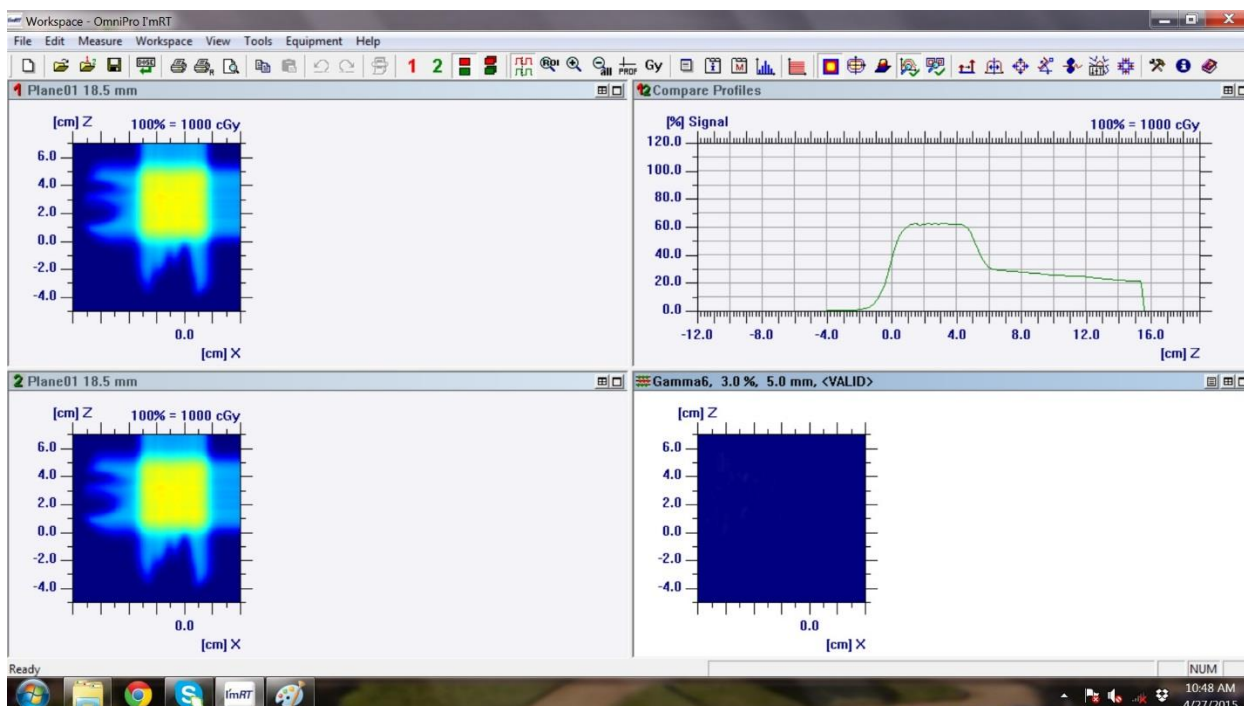 Workspace - OmniPro I'mRT
File Edit Measure Workspace View Tools Equipment Help
1 2 ROI all PROF Gy
1 Plane01 18.5 mm
[cm] Z 100% = 1000 cGy
6.0
4.0
2.0
0.0
-2.0
-4.0
0.0
[cm] X
12 Compare Profiles
[%] Signal 100% = 1000 cGy
120.0
100.0
80.0
60.0
40.0
20.0
0.0
-12.0 -8.0 -4.0 0.0 4.0 8.0 12.0 16.0
[cm] Z
2 Plane01 18.5 mm
[cm] Z 100% = 1000 cGy
6.0
4.0
2.0
0.0
-2.0
-4.0
0.0
[cm] X
Gamma6, 3.0 %, 5.0 mm, <VALID>
[cm] Z
6.0
4.0
2.0
0.0
-2.0
-4.0
0.0
[cm] X
Ready NUM
I'mRT 10:48 AM
4/27/2015